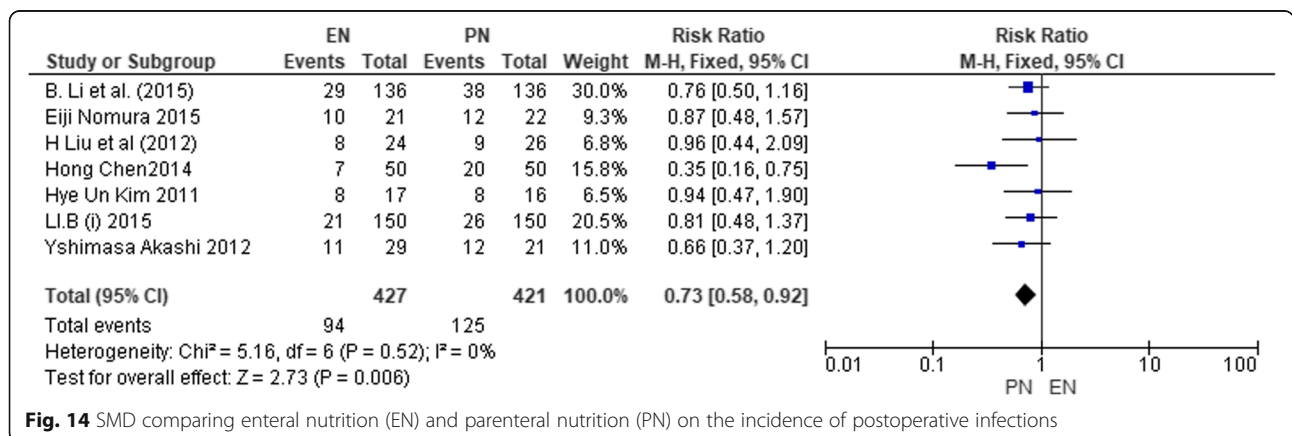 EN PN Risk Ratio Risk Ratio
Study or Subgroup Events Total Events Total Weight M-H, Fixed, 95% CI M-H, Fixed, 95% CI
B. Li et al. (2015) 29 136 38 136 30.0% 0.76 [0.50, 1.16]
Eiji Nomura 2015 10 21 12 22 9.3% 0.87 [0.48, 1.57]
H Liu et al (2012) 8 24 9 26 6.8% 0.96 [0.44, 2.09]
Hong Chen2014 7 50 20 50 15.8% 0.35 [0.16, 0.75]
Hye Un Kim 2011 8 17 8 16 6.5% 0.94 [0.47, 1.90]
LI.B (i) 2015 21 150 26 150 20.5% 0.81 [0.48, 1.37]
Yshimasa Akashi 2012 11 29 12 21 11.0% 0.66 [0.37, 1.20]
Total (95% CI) 427 421 100.0% 0.73 [0.58, 0.92]
Total events 94 125
Heterogeneity: Chi² = 5.16, df = 6 (P = 0.52); I² = 0%
Test for overall effect: Z = 2.73 (P = 0.006)
0.01 0.1 1 10 100
PN EN
Fig. 14 SMD comparing enteral nutrition (EN) and parenteral nutrition (PN) on the incidence of postoperative infections